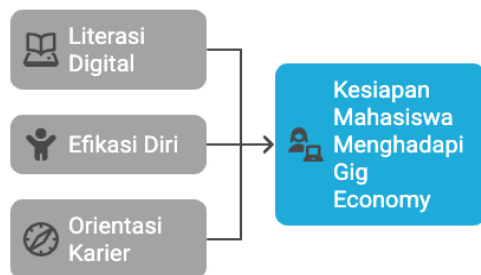 Literasi
Digital
Efikasi Diri
Orientasi
Karier
Kesiapan
Mahasiswa
Menghadapi
Gig
Economy